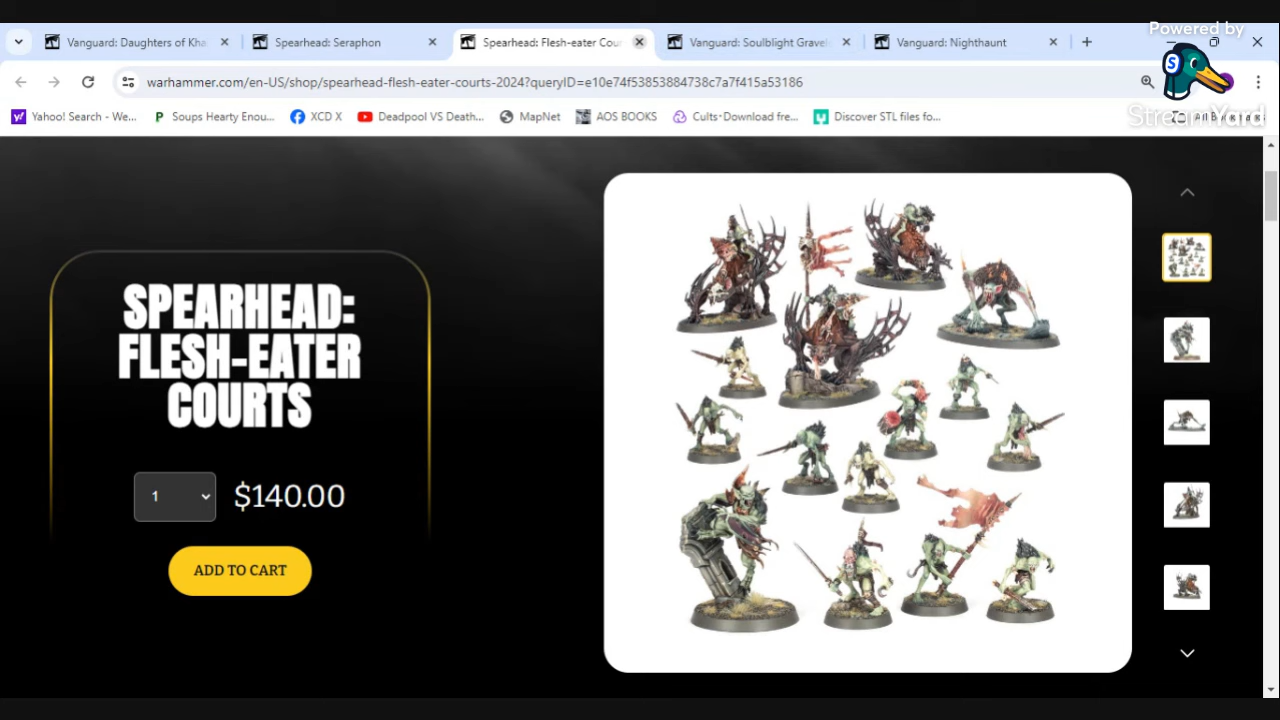 Powered by
StreamYard
Vanguard: Daughters of Kha
Spearhead: Seraphon
Spearhead: Flesh-eater Cour
Vanguard: Soulblight Gravel
Vanguard: Nighthaunt
warhammer.com/en-US/shop/spearhead-flesh-eater-courts-2024?queryID=e10e74f53853884738c7a7f415a53186
Yahoo! Search - We...
Soups Hearty Enou...
XCD X
Deadpool VS Death...
MapNet
AOS BOOKS
Cults・Download fre...
Discover STL files fo...
SPEARHEAD:
FLESH-EATER
COURTS
1
$140.00
ADD TO CART